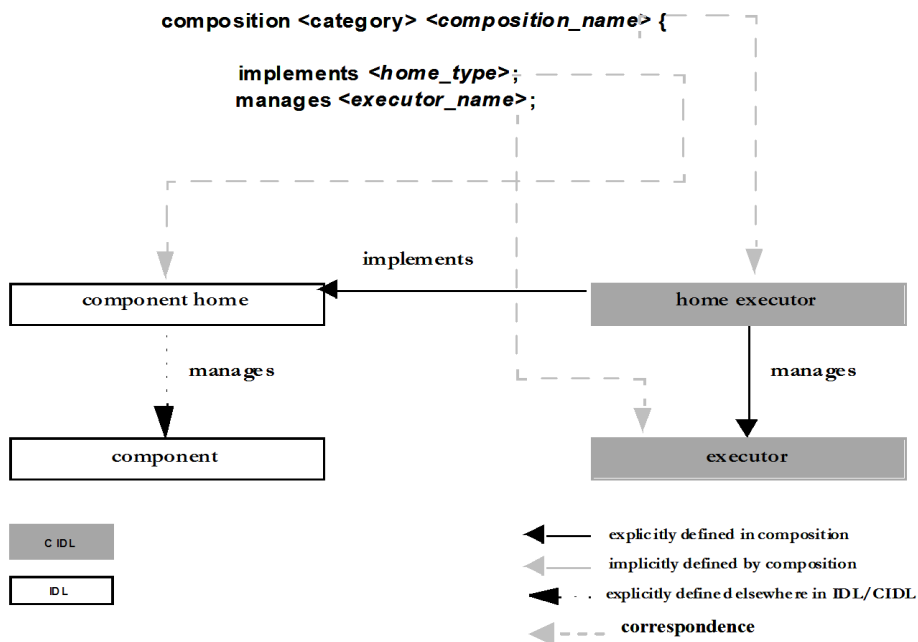 composition <category> <composition_name> {
implements <home_type>;
manages <executor_name>;
implements
component home
home executor
manages
manages
component
executor
CIDL
IDL
explicitly defined in composition
implicitly defined by composition
explicitly defined elsewhere in IDL/CIDL
correspondence